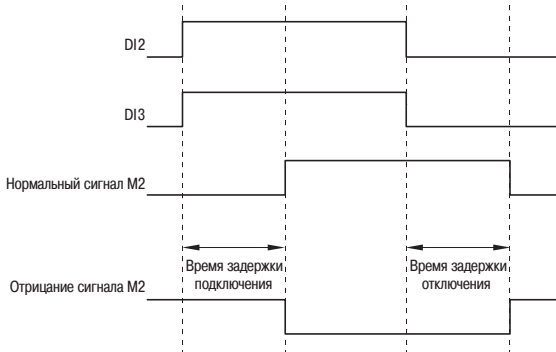 DI2
DI3
Нормальный сигнал M2
Время задержки
подключения
Время задержки
отключения
Отрицание сигнала M2